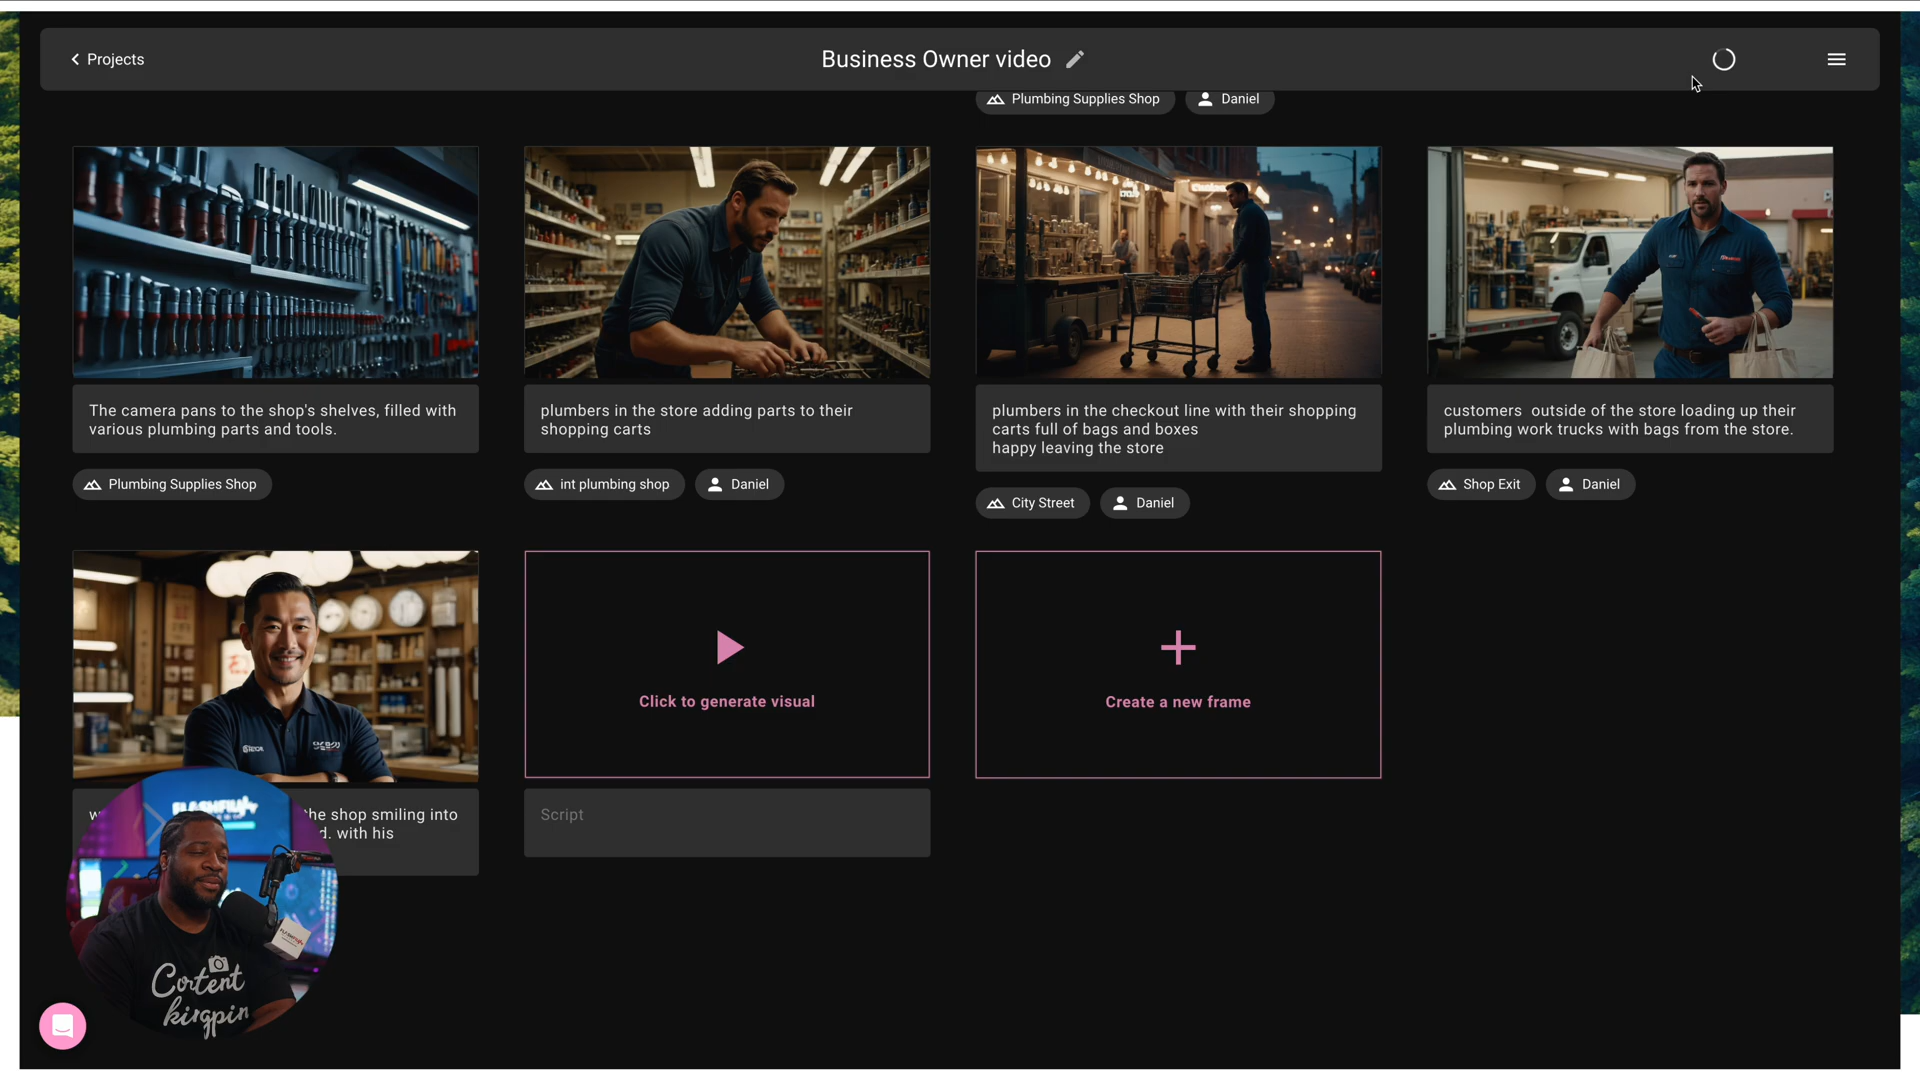 Projects
Business Owner video
Plumbing Supplies Shop
Daniel
The camera pans to the shop's shelves, filled with
various plumbing parts and tools.
Plumbing Supplies Shop
plumbers in the store adding parts to their
shopping carts
int plumbing shop
Daniel
plumbers in the checkout line with their shopping
carts full of bags and boxes
happy leaving the store
City Street
Daniel
customers  outside of the store loading up their
plumbing work trucks with bags from the store.
Shop Exit
Daniel
the shop smiling into
with his
Click to generate visual
Script
Create a new frame
Content
kingpin